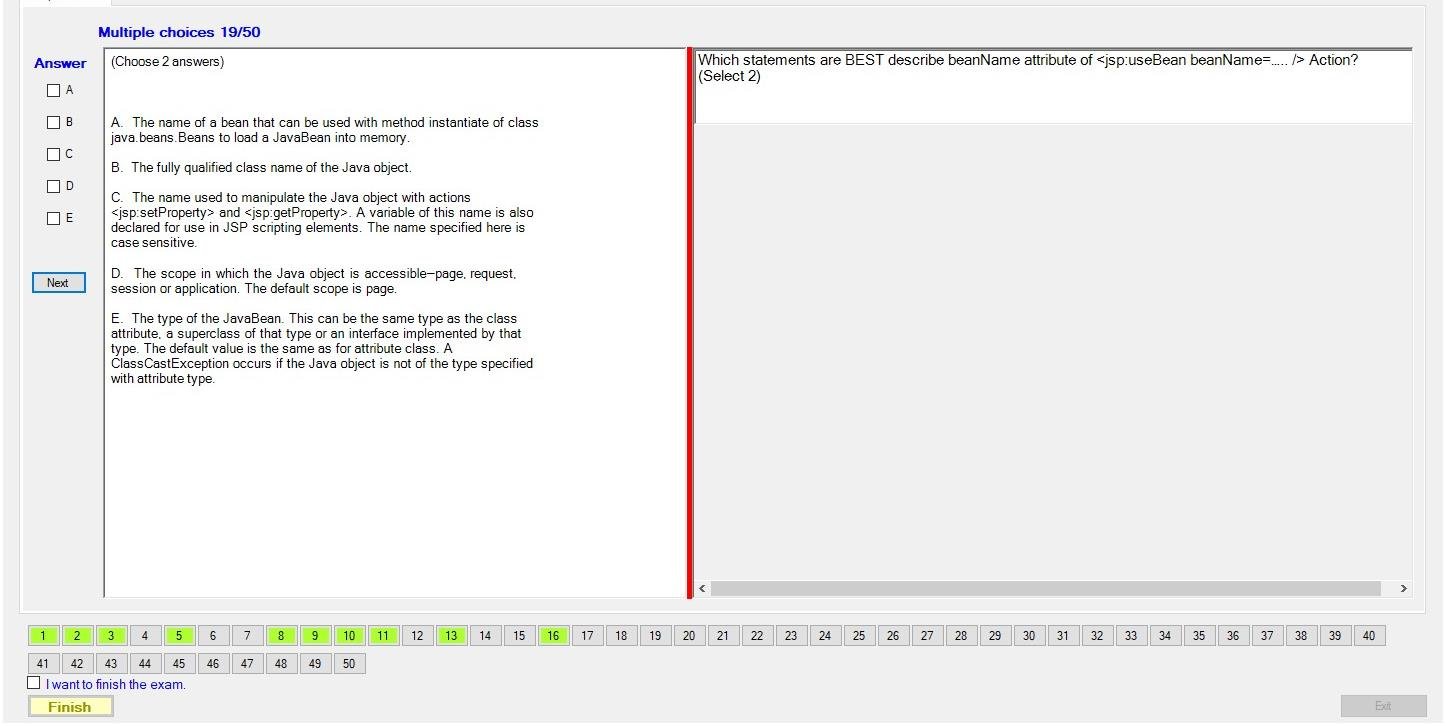 Multiple choices 19/50
Answer
A
B
C
D
E
Next
(Choose 2 answers)
A. The name of a bean that can be used with method instantiate of class
java.beans.Beans to load a JavaBean into memory.
B. The fully qualified class name of the Java object.
C. The name used to manipulate the Java object with actions
<jsp:setProperty> and <jsp:getProperty>. A variable of this name is also
declared for use in JSP scripting elements. The name specified here is
case sensitive.
D. The scope in which the Java object is accessible–page, request,
session or application. The default scope is page.
E. The type of the JavaBean. This can be the same type as the class
attribute, a superclass of that type or an interface implemented by that
type. The default value is the same as for attribute class. A
ClassCastException occurs if the Java object is not of the type specified
with attribute type.
Which statements are BEST describe beanName attribute of <jsp:useBean beanName=..... /> Action?
(Select 2)
1 2 3 4 5 6 7 8 9 10 11 12 13 14 15 16 17 18 19 20 21 22 23 24 25 26 27 28 29 30 31 32 33 34 35 36 37 38 39 40
41 42 43 44 45 46 47 48 49 50
I want to finish the exam.
Finish
Exit